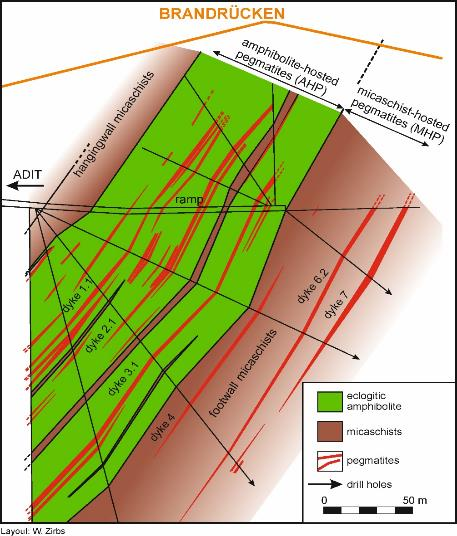 BRANDRÜCKEN
amphibolite-hosted
pegmatites (AHP)
micaschist-hosted
pegmatites (MHP)
hangingwall micaschists
ADIT
ramp
dyke 1.1
dyke 2.1
dyke 3.1
dyke 4
footwall micaschists
dyke 6.2
dyke 7
eclogitic
amphibolite
micaschists
pegmatites
drill holes
0 50 m
Layout: W. Zirbs